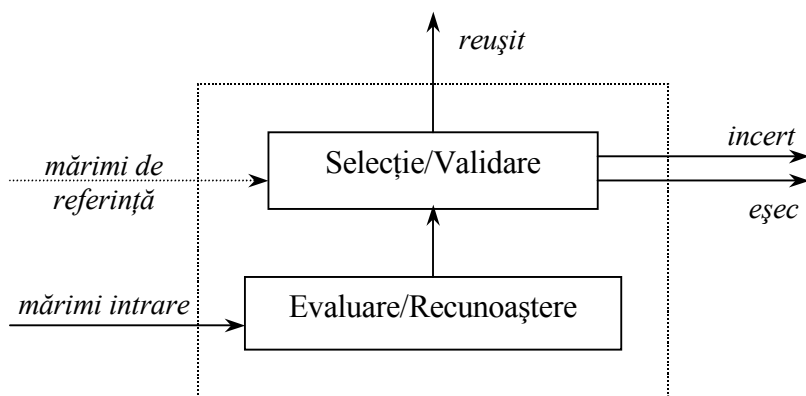 reuşit
Selecţie/Validare
incert
mărimi de
referinţă
eşec
Evaluare/Recunoaştere
mărimi intrare